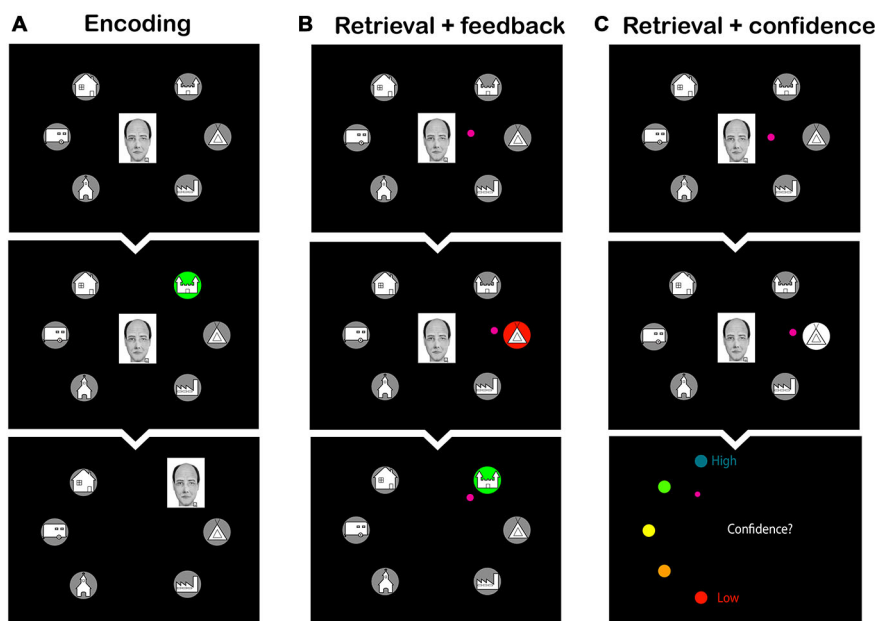 A Encoding
B Retrieval + feedback
C Retrieval + confidence
High
Confidence?
Low